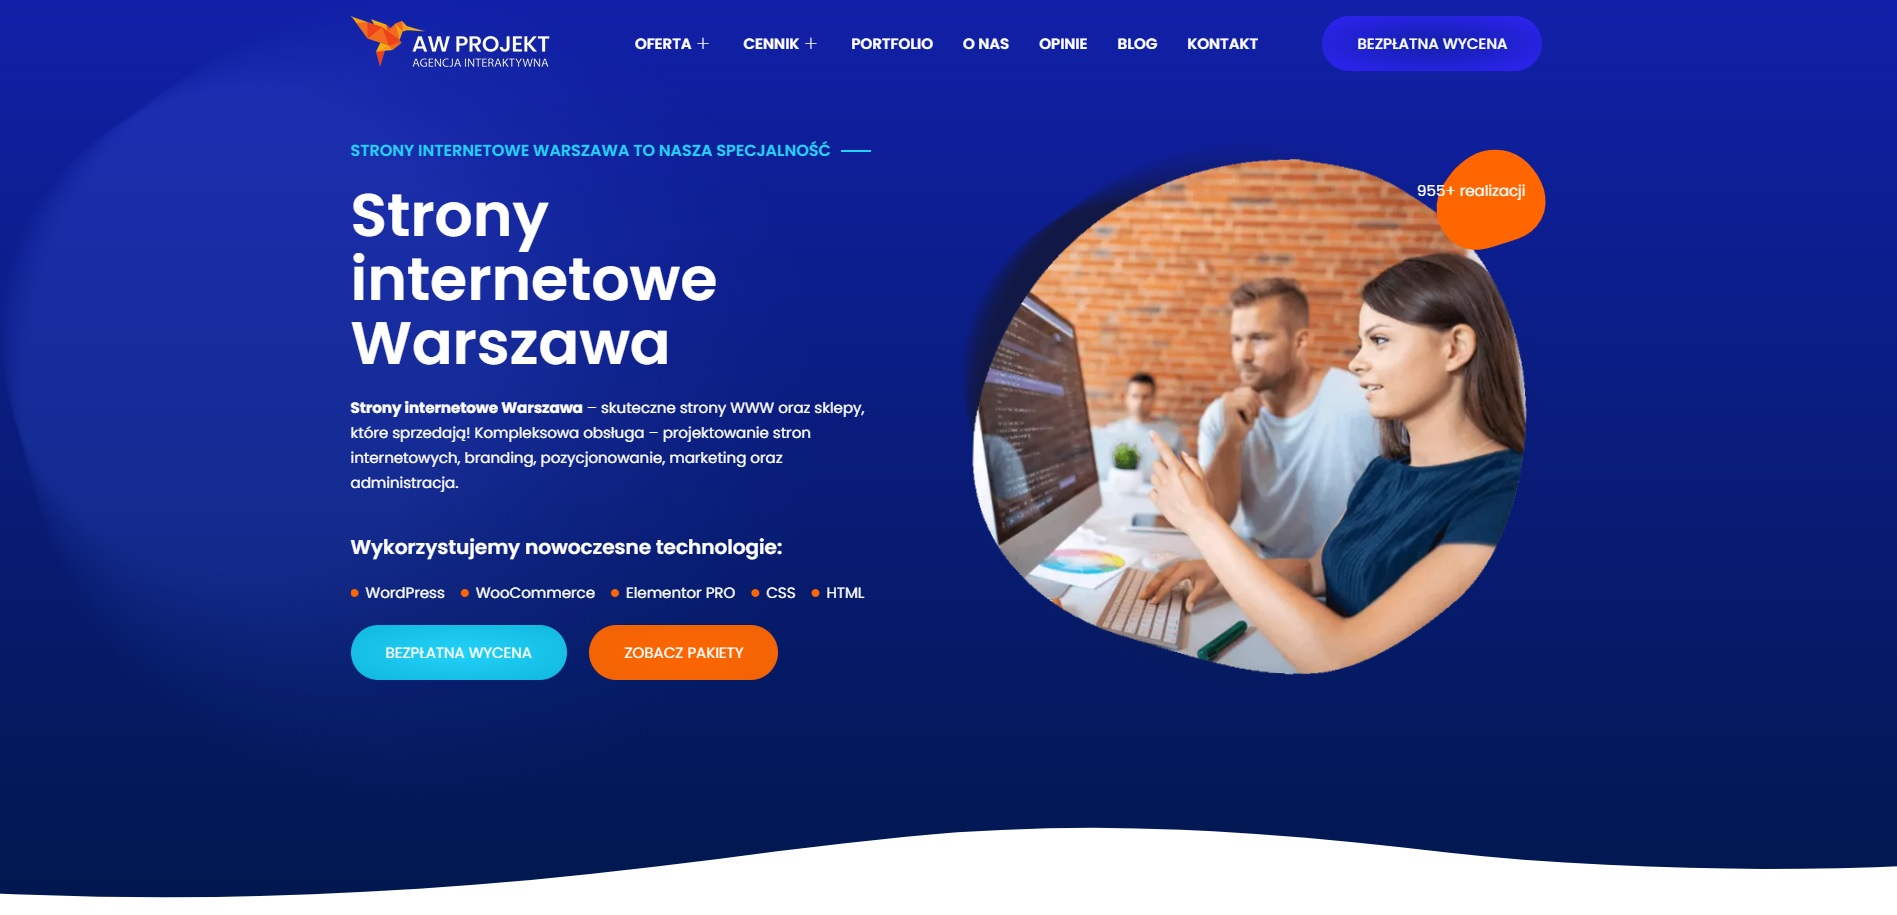 AW PROJEKT
AGENCJA INTERAKTYWNA
OFERTA + CENNIK + PORTFOLIO O NAS OPINIE BLOG KONTAKT
BEZPŁATNA WYCENA
STRONY INTERNETOWE WARSZAWA TO NASZA SPECJALNOŚĆ
Strony
internetowe
Warszawa
Strony internetowe Warszawa – skuteczne strony WWW oraz sklepy,
które sprzedają! Kompleksowa obsługa – projektowanie stron
internetowych, branding, pozycjonowanie, marketing oraz
administracja.
Wykorzystujemy nowoczesne technologie:
WordPress WooCommerce Elementor PRO CSS HTML
BEZPŁATNA WYCENA
ZOBACZ PAKIETY
955+ realizacji